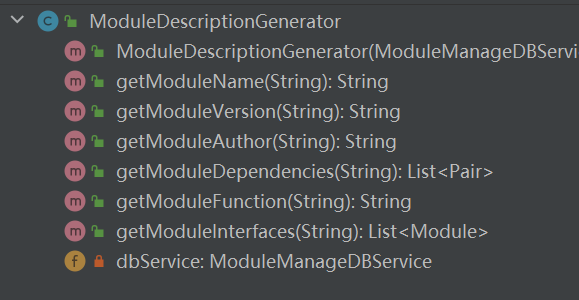 C ModuleDescriptionGenerator
m ModuleDescriptionGenerator(ModuleManageDBServi
m getModuleName(String): String
m getModuleVersion(String): String
m getModuleAuthor(String): String
m getModuleDependencies(String): List<Pair>
m getModuleFunction(String): String
m getModuleInterfaces(String): List<Module>
f dbService: ModuleManageDBService